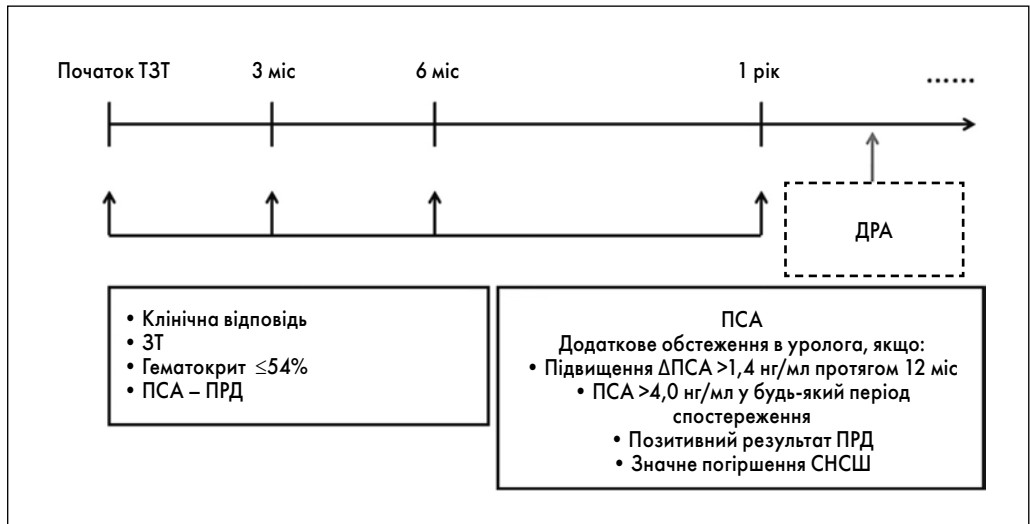 Початок ТЗТ
3 міс
6 міс
1 рік
......
ДРА
• Клінічна відповідь
• ЗТ
• Гематокрит ≤54%
• ПСА – ПРД
ПСА
Додаткове обстеження в уролога, якщо:
• Підвищення ΔПСА >1,4 нг/мл протягом 12 міс
• ПСА >4,0 нг/мл у будь-який період
спостереження
• Позитивний результат ПРД
• Значне погіршення СНСШ